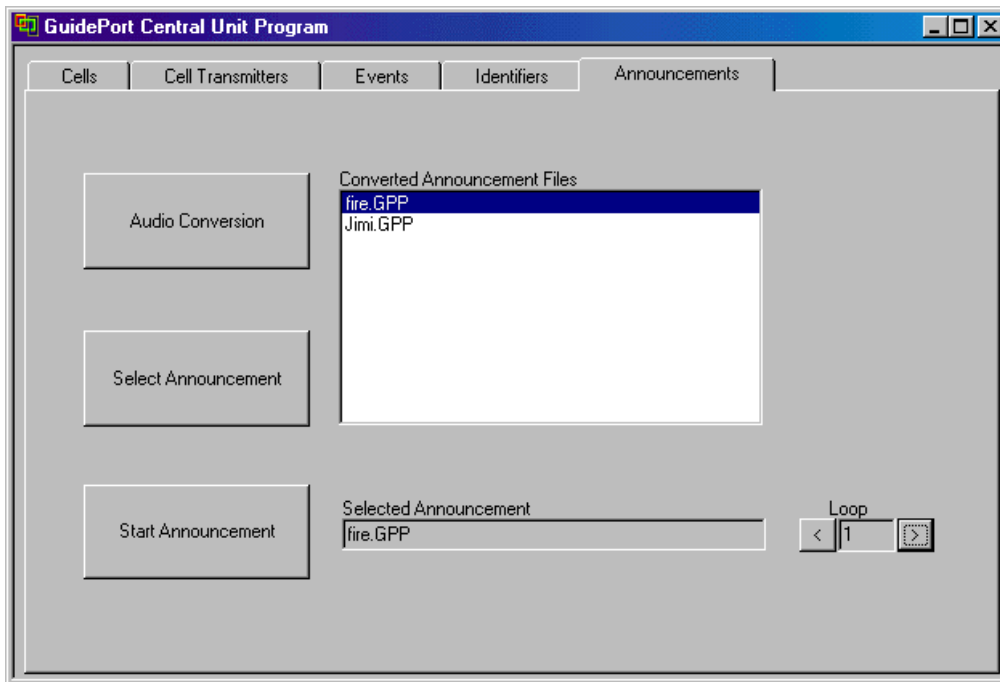 GuidePort Central Unit Program
Cells
Cell Transmitters
Events
Identifiers
Announcements
Audio Conversion
Converted Announcement Files
fire.GPP
Jimi.GPP
Select Announcement
Start Announcement
Selected Announcement
fire.GPP
Loop
< 1 >